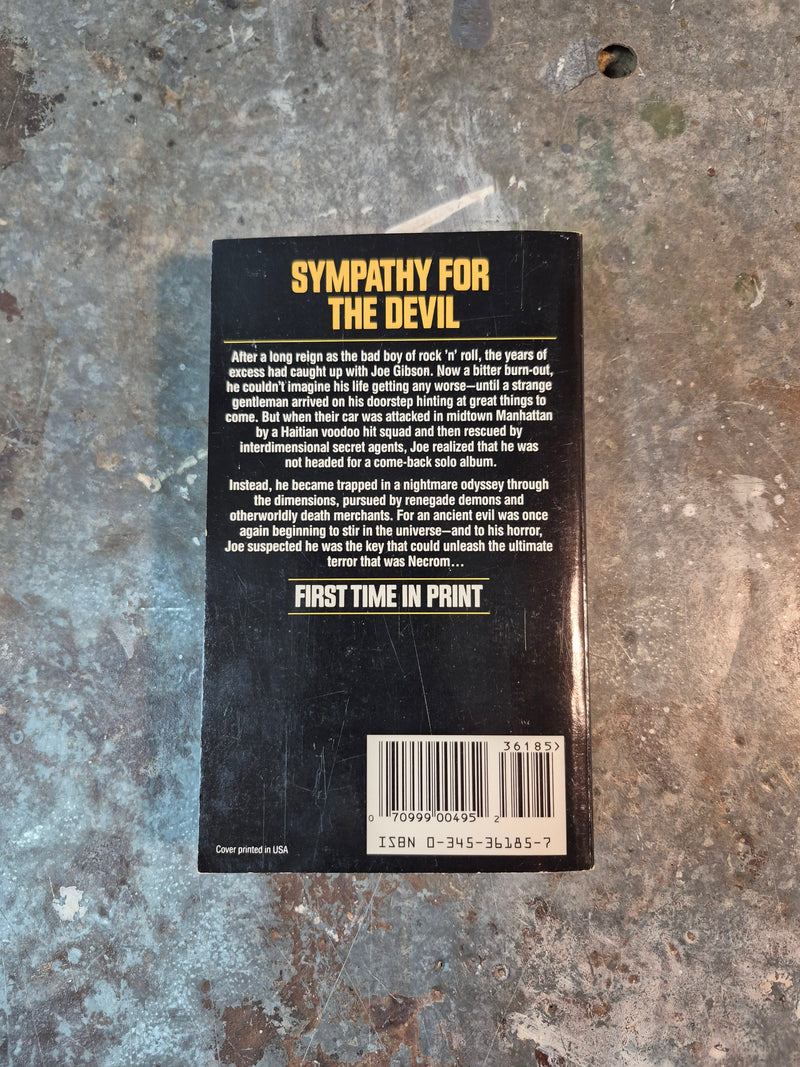 SYMPATHY FOR
THE DEVIL
After a long reign as the bad boy of rock 'n' roll, the years of
excess had caught up with Joe Gibson. Now a bitter burn-out,
he couldn't imagine his life getting any worse—until a strange
gentleman arrived on his doorstep hinting at great things to
come. But when their car was attacked in midtown Manhattan
by a Haitian voodoo hit squad and then rescued by
interdimensional secret agents, Joe realized that he was
not headed for a come-back solo album.
Instead, he became trapped in a nightmare odyssey through
the dimensions, pursued by renegade demons and
otherworldly death merchants. For an ancient evil was once
again beginning to stir in the universe—and to his horror,
Joe suspected he was the key that could unleash the ultimate
terror that was Necrom...
FIRST TIME IN PRINT
36185>
0 70999 00495 2
ISBN 0-345-36185-7
Cover printed in USA